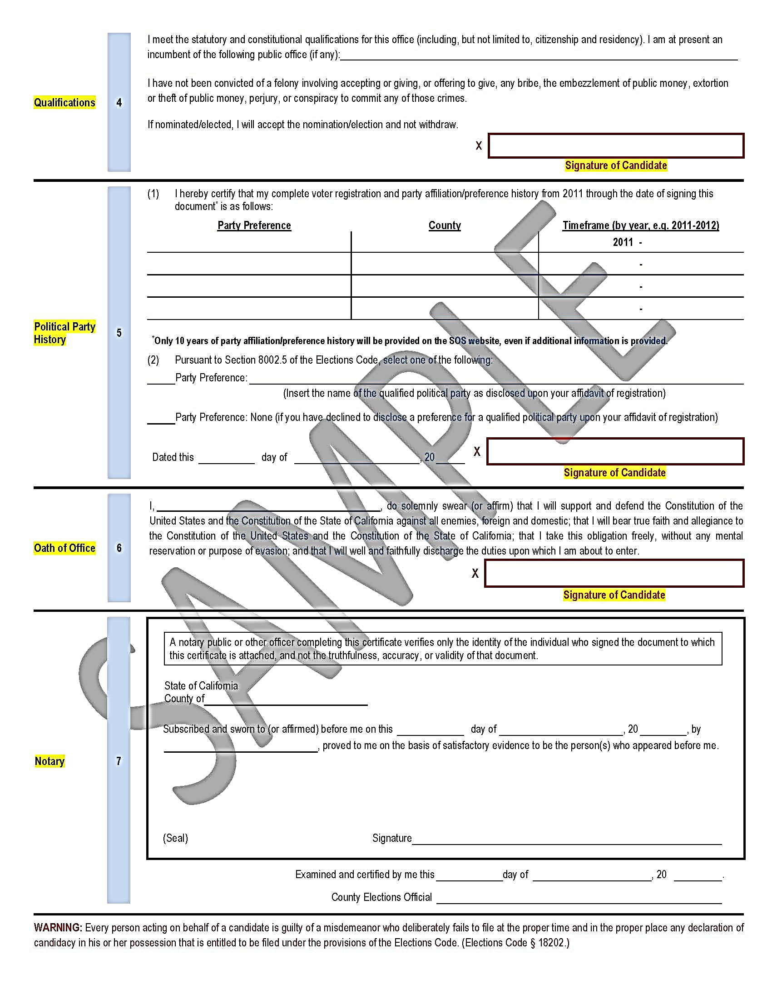 I meet the statutory and constitutional qualifications for this office (including, but not limited to, citizenship and residency). I am at present an
incumbent of the following public office (if any):
I have not been convicted of a felony involving accepting or giving, or offering to give, any bribe, the embezzlement of public money, extortion
or theft of public money, perjury, or conspiracy to commit any of those crimes.
Qualifications 4
If nominated/elected, I will accept the nomination/election and not withdraw.
X
Signature of Candidate
(1) I hereby certify that my complete voter registration and party affiliation/preference history from 2011 through the date of signing this
document* is as follows:
Party Preference County Timeframe (by year, e.g. 2011-2012)
2011 -
-
-
-
Political Party
History
5
*Only 10 years of party affiliation/preference history will be provided on the SOS website, even if additional information is provided.
(2) Pursuant to Section 8002.5 of the Elections Code, select one of the following:
Party Preference:
(Insert the name of the qualified political party as disclosed upon your affidavit of registration)
Party Preference: None (if you have declined to disclose a preference for a qualified political party upon your affidavit of registration)
Dated this day of , 20 X
Signature of Candidate
I, , do solemnly swear (or affirm) that I will support and defend the Constitution of the
United States and the Constitution of the State of California against all enemies, foreign and domestic; that I will bear true faith and allegiance to
the Constitution of the United States and the Constitution of the State of California; that I take this obligation freely, without any mental
reservation or purpose of evasion; and that I will well and faithfully discharge the duties upon which I am about to enter.
Oath of Office 6
X
Signature of Candidate
A notary public or other officer completing this certificate verifies only the identity of the individual who signed the document to which
this certificate is attached, and not the truthfulness, accuracy, or validity of that document.
State of California
County of
Subscribed and sworn to (or affirmed) before me on this day of , 20 , by
, proved to me on the basis of satisfactory evidence to be the person(s) who appeared before me.
Notary 7
(Seal) Signature
Examined and certified by me this day of , 20 .
County Elections Official
WARNING: Every person acting on behalf of a candidate is guilty of a misdemeanor who deliberately fails to file at the proper time and in the proper place any declaration of
candidacy in his or her possession that is entitled to be filed under the provisions of the Elections Code. (Elections Code § 18202.)
SAMPLE